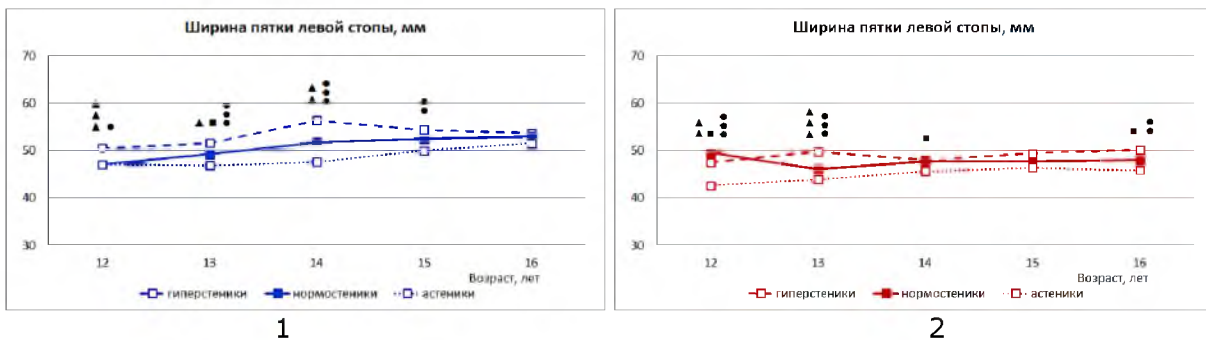 Ширина пятки левой стопы, мм
70
60
50
40
30
12 13 14 15 16
Возраст, лет
гиперстеники нормостеники астеники
1
Ширина пятки левой стопы, мм
70
60
50
40
30
12 13 14 15 16
Возраст, лет
гиперстеники нормостеники астеники
2